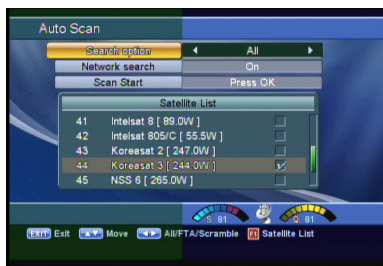 Auto Scan
Search option All
Network search On
Scan Start Press OK
Satellite List
41 Intelsat 8 [ 89.0W ]
42 Intelsat 805/C [ 55.5W ]
43 Koreasat 2 [ 247.0W ]
44 Koreasat 3 [ 244.0W ]
45 NSS 6 [ 265.0W ]
S 81 Q 81
EXIT Exit Move All/FTA/Scramble F1 Satellite List